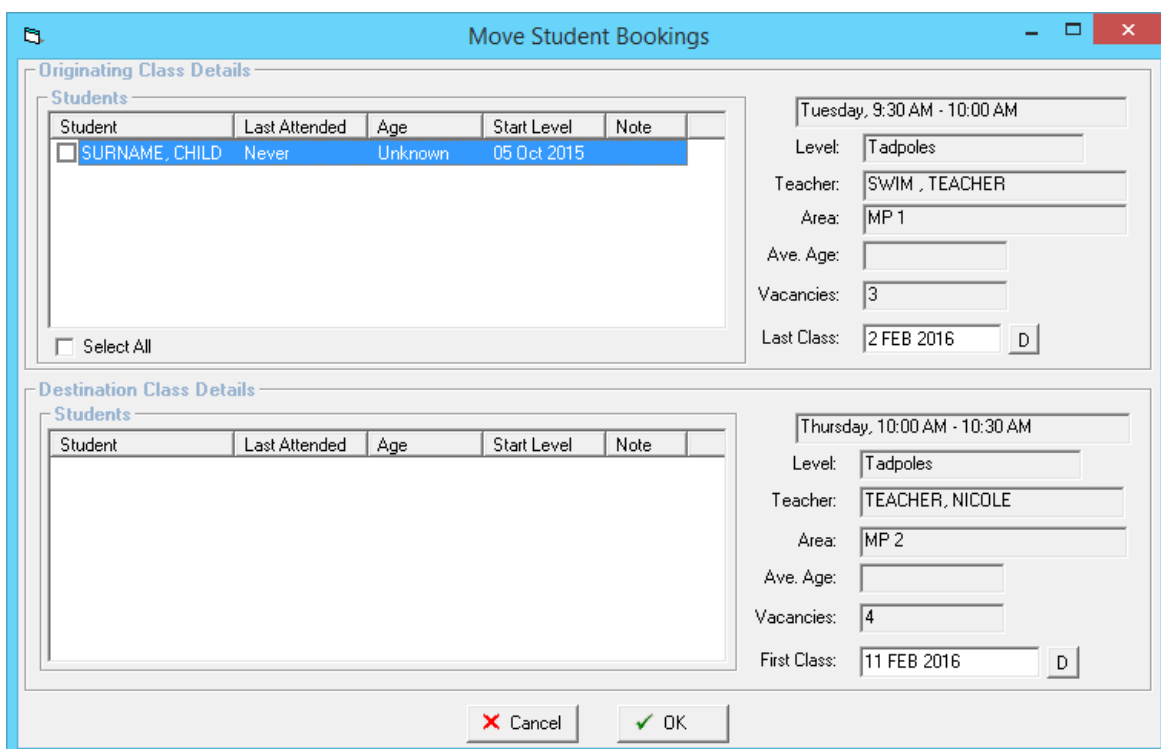 Move Student Bookings
Originating Class Details
Students
Student Last Attended Age Start Level Note
SURNAME, CHILD Never Unknown 05 Oct 2015
Select All
Tuesday, 9:30 AM - 10:00 AM
Level: Tadpoles
Teacher: SWIM , TEACHER
Area: MP 1
Ave. Age:
Vacancies: 3
Last Class: 2 FEB 2016 D
Destination Class Details
Students
Student Last Attended Age Start Level Note
Thursday, 10:00 AM - 10:30 AM
Level: Tadpoles
Teacher: TEACHER, NICOLE
Area: MP 2
Ave. Age:
Vacancies: 4
First Class: 11 FEB 2016 D
Cancel OK